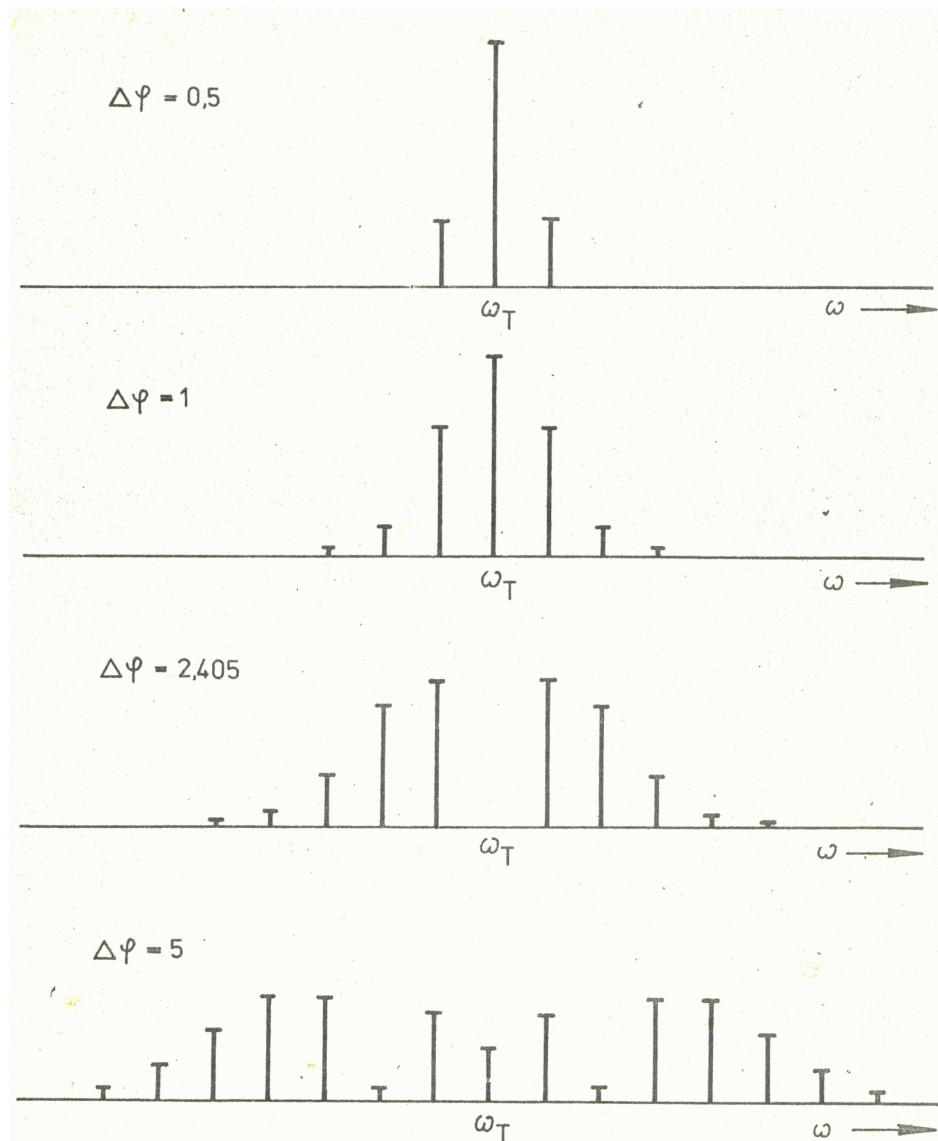 Δφ = 0,5
ω_T ω
Δφ = 1
ω_T ω
Δφ = 2,405
ω_T ω
Δφ = 5
ω_T ω